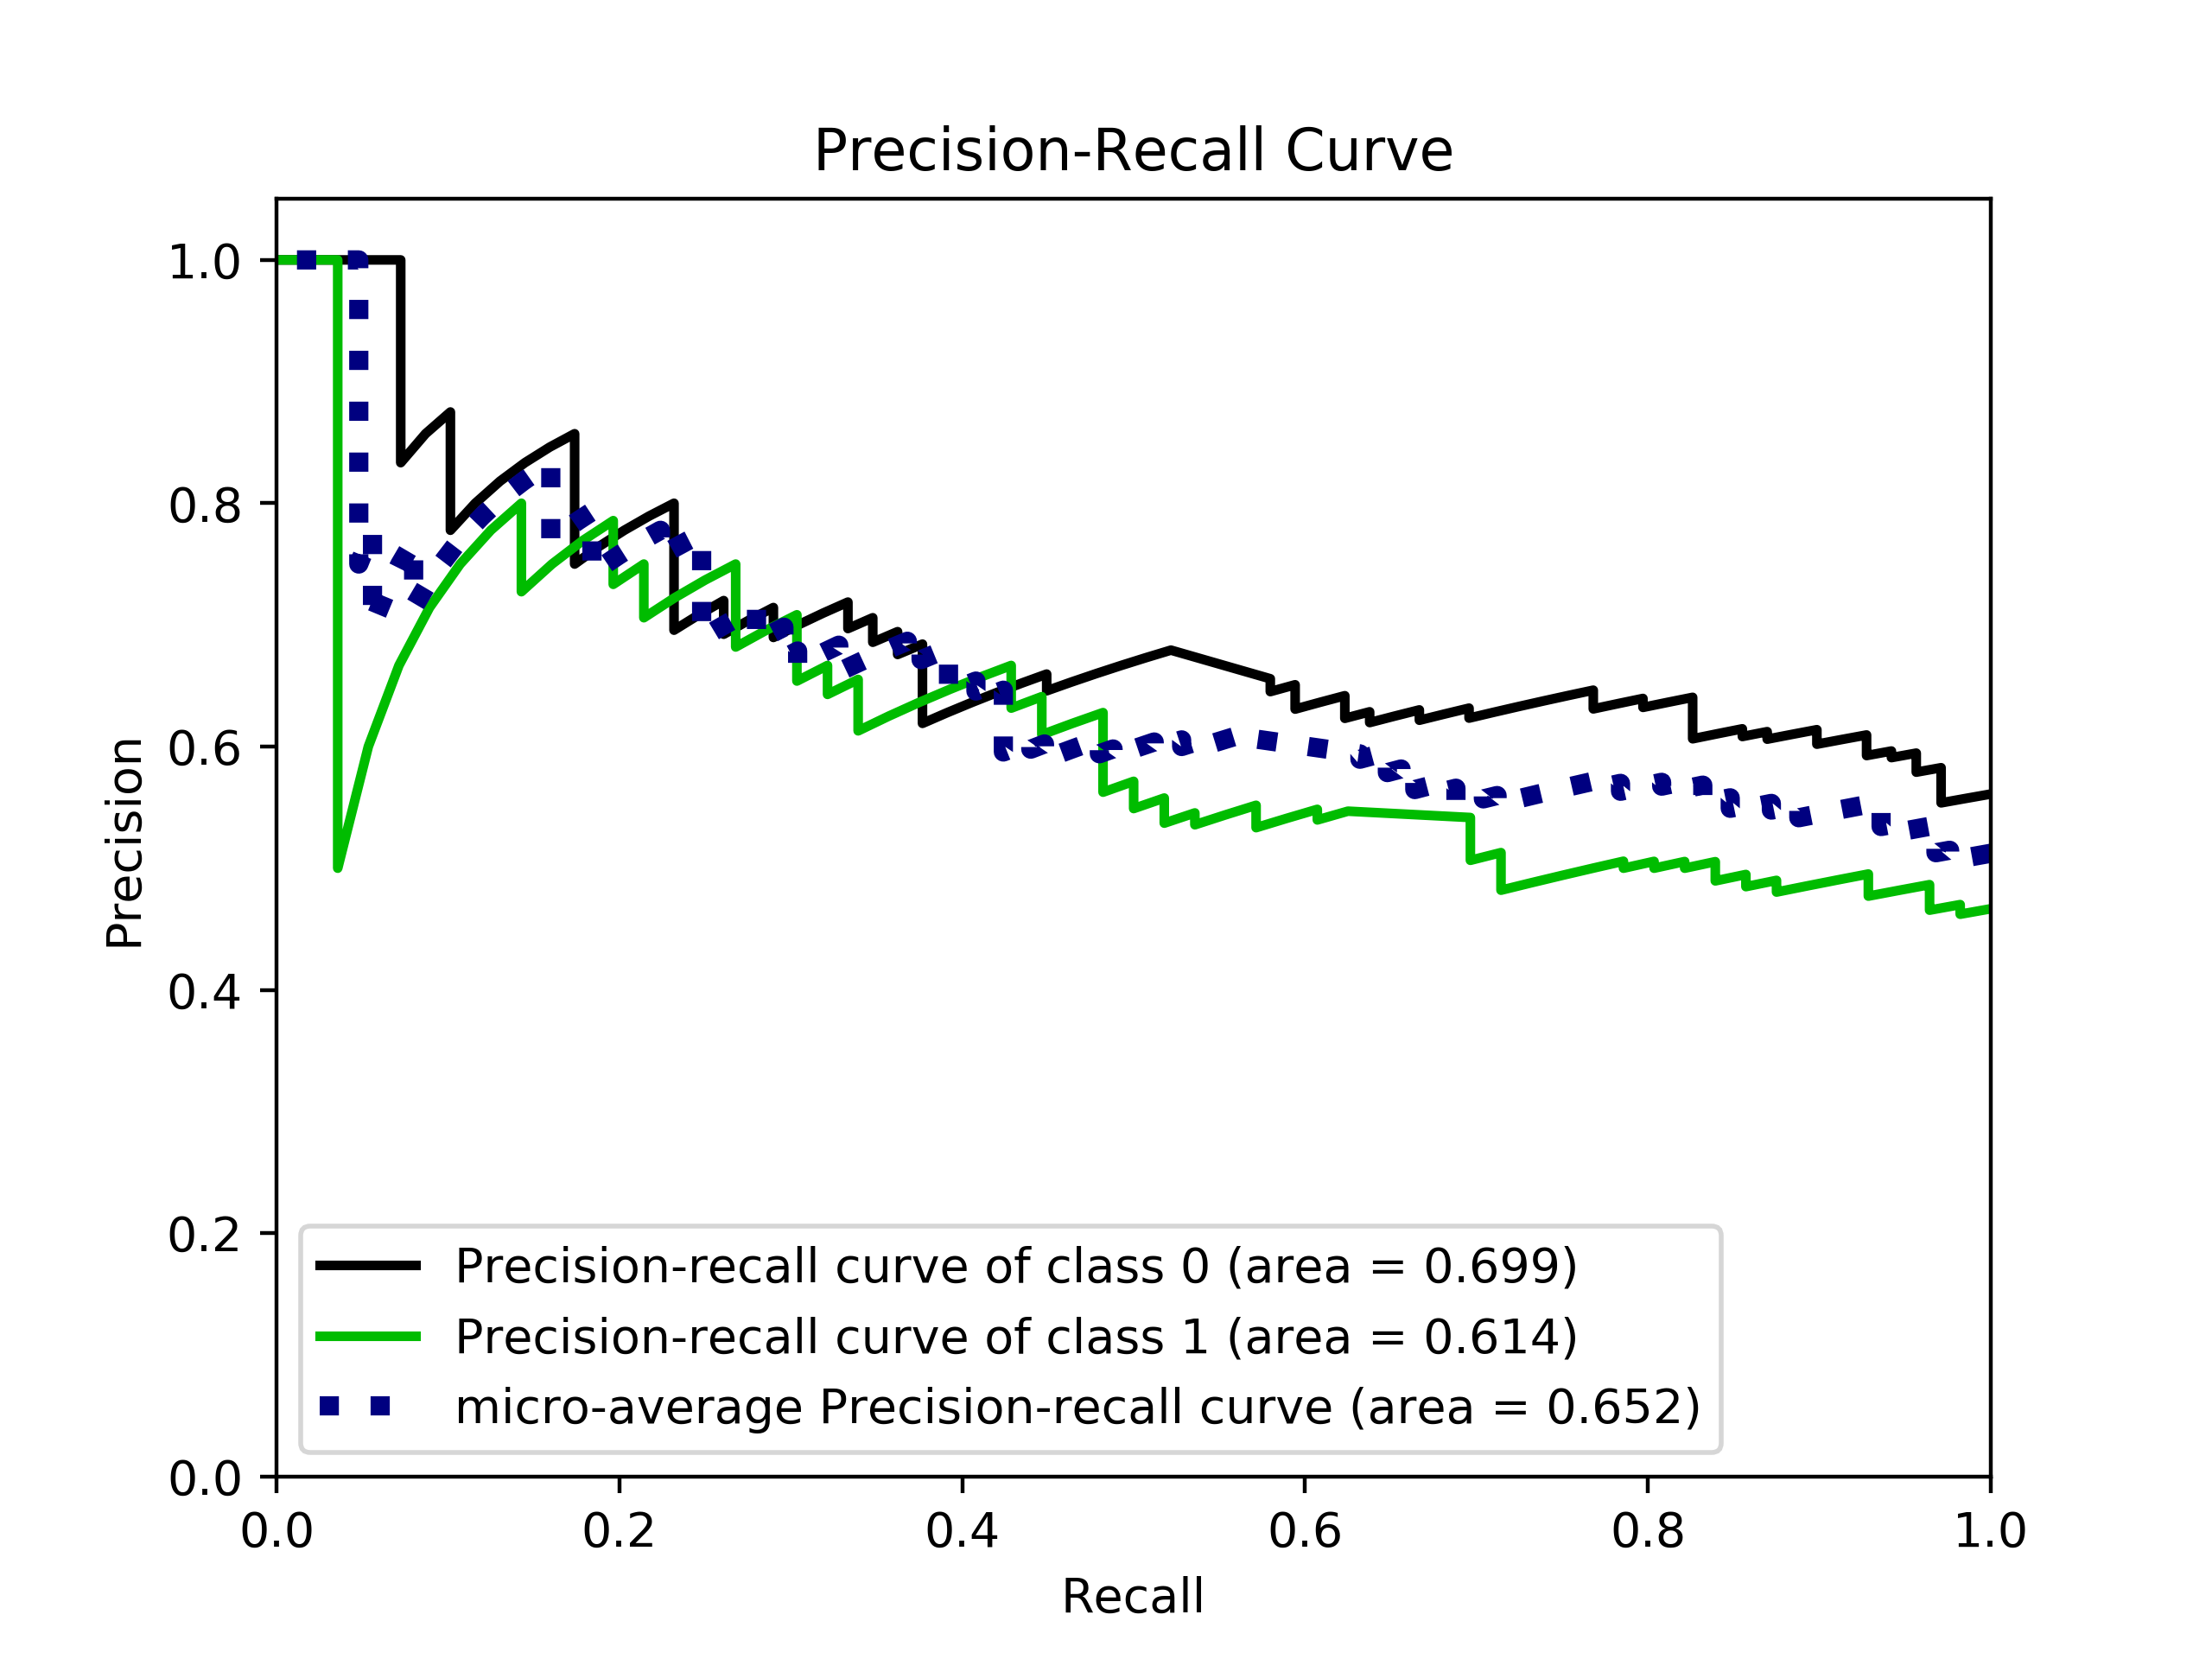 Precision-Recall Curve
1.0
0.8
0.6
0.4
0.2
0.0
Precision
Precision-recall curve of class 0 (area = 0.699)
Precision-recall curve of class 1 (area = 0.614)
micro-average Precision-recall curve (area = 0.652)
0.0 0.2 0.4 0.6 0.8 1.0
Recall